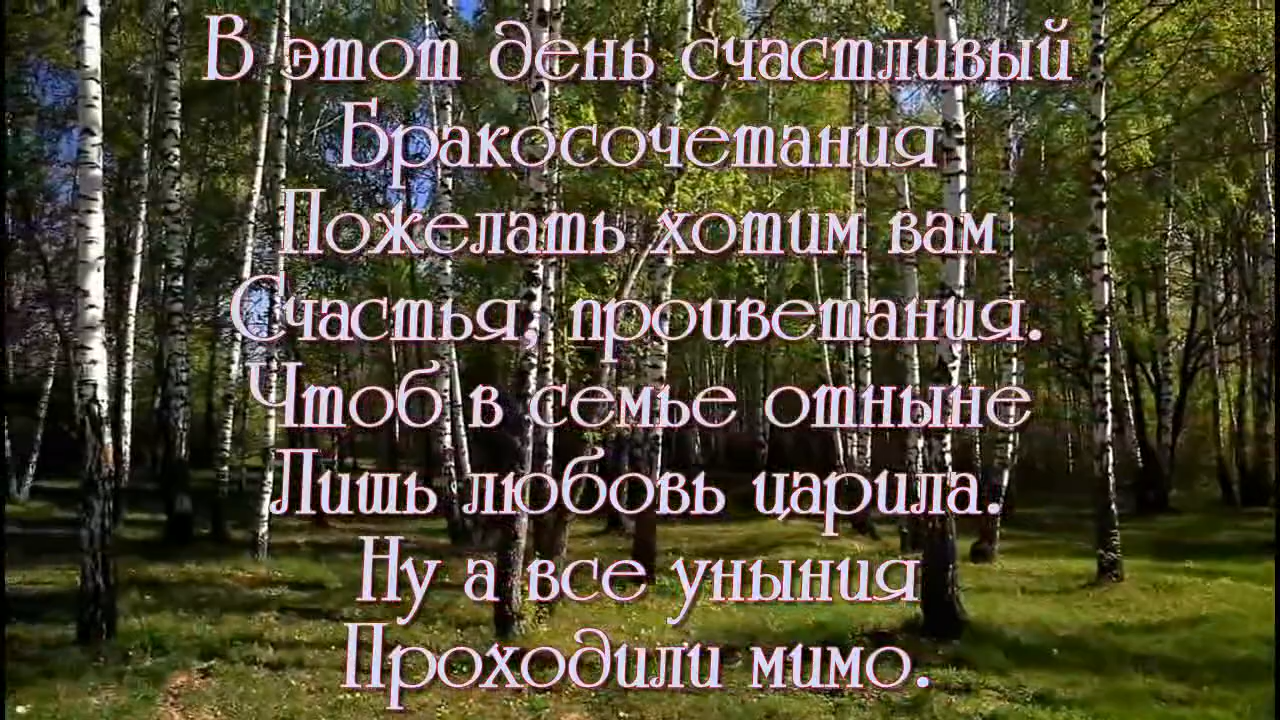 В этот день счастливый
Бракосочетания
Пожелать хотим вам
Счастья, процветания.
Чтоб в семье отныне
Лишь любовь царила.
Ну а все уныния
Проходили мимо.